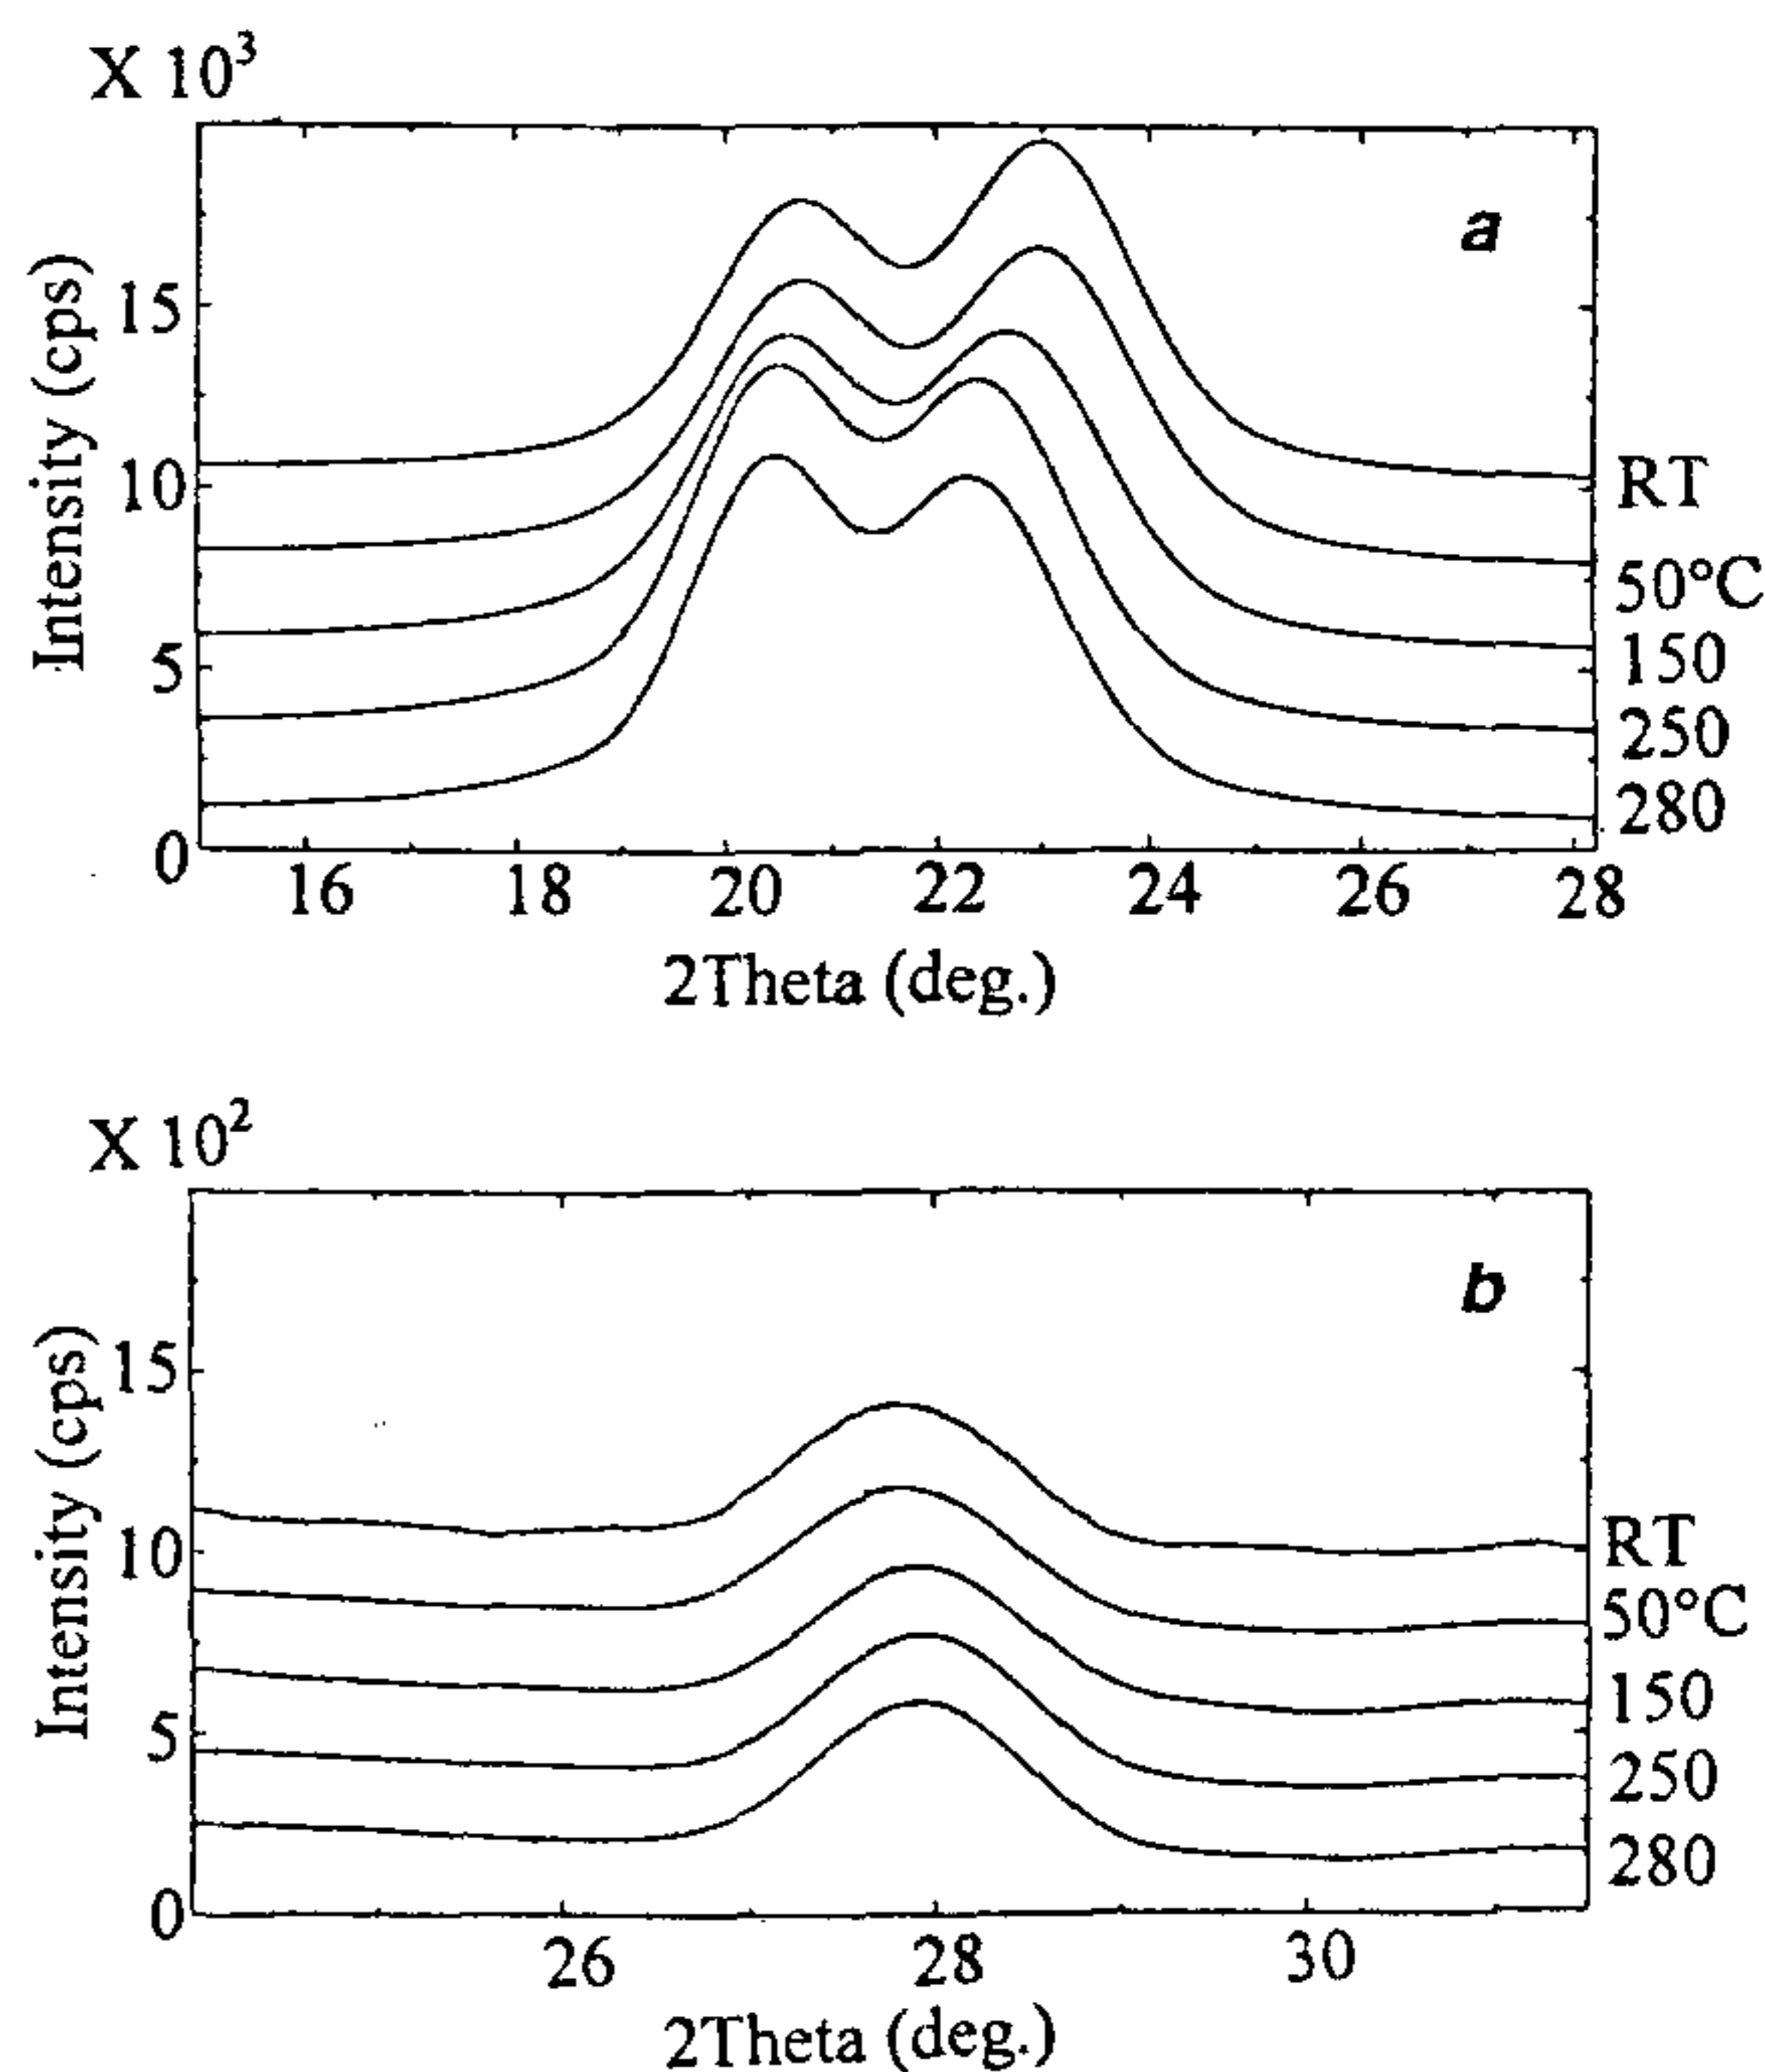 X 10³
a
Intensity (cps)
15
10
5
0
RT
50°C
150
250
280
16 18 20 22 24 26 28
2Theta (deg.)
X 10²
b
Intensity (cps)
15
10
5
0
RT
50°C
150
250
280
26 28 30
2Theta (deg.)